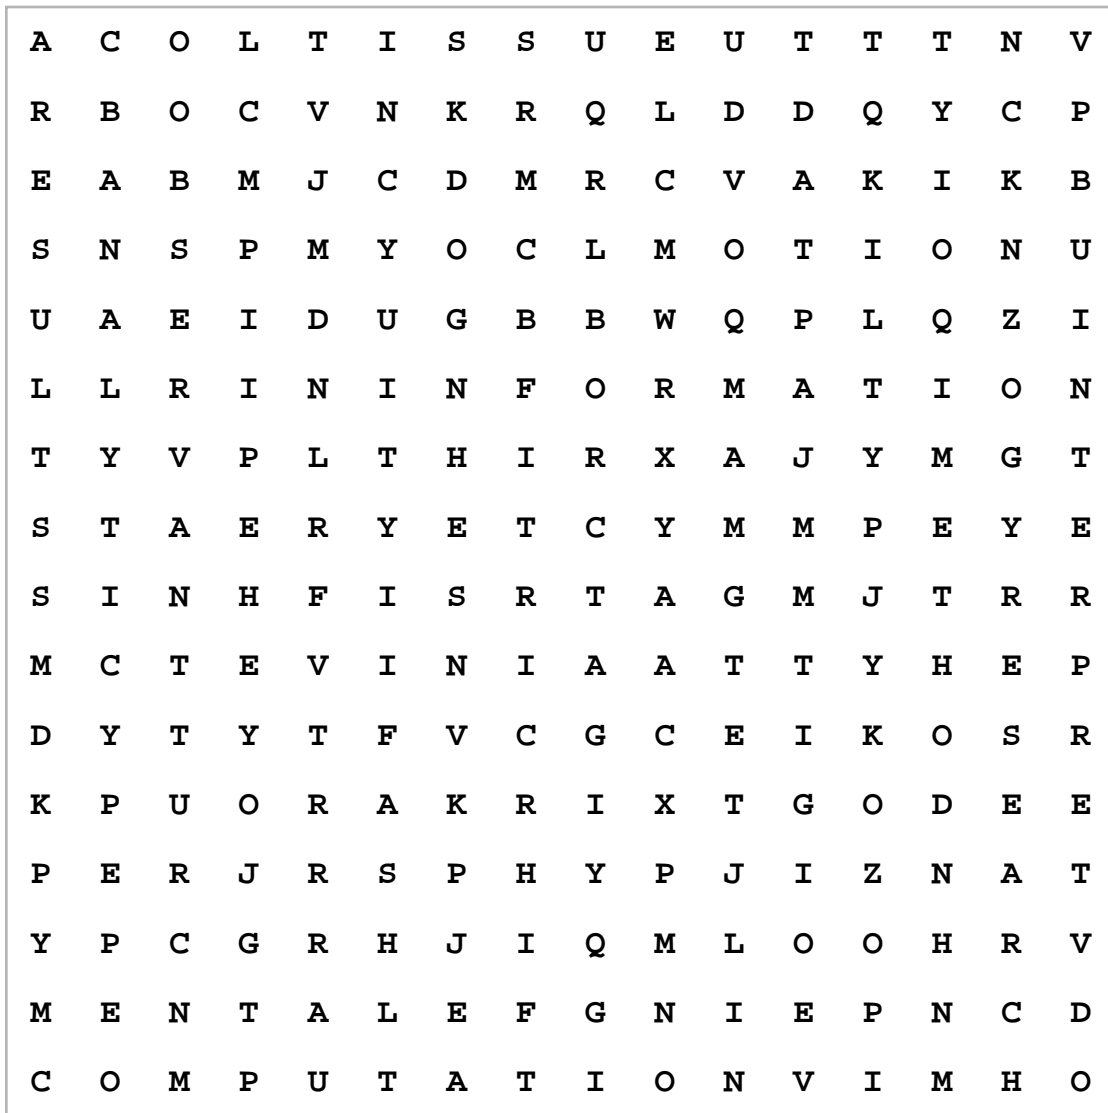 A C O L T I S S U E U T T T N V
R B O C V N K R Q L D D Q Y C P
E A B M J C D M R C V A K I K B
S N S P M Y O C L M O T I O N U
U A E I D U G B B W Q P L Q Z I
L L R I N I N F O R M A T I O N
T Y V P L T H I R X A J Y M G T
S T A E R Y E T C Y M M P E Y E
S I N H F I S R T A G M J T R R
M C T E V I N I A A T T Y H E P
D Y T Y T F V C G C E I K O S R
K P U O R A K R I X T G O D E E
P E R J R S P H Y P J I Z N A T
Y P C G R H J I Q M L O O H R V
M E N T A L E F G N I E P N C D
C O M P U T A T I O N V I M H O